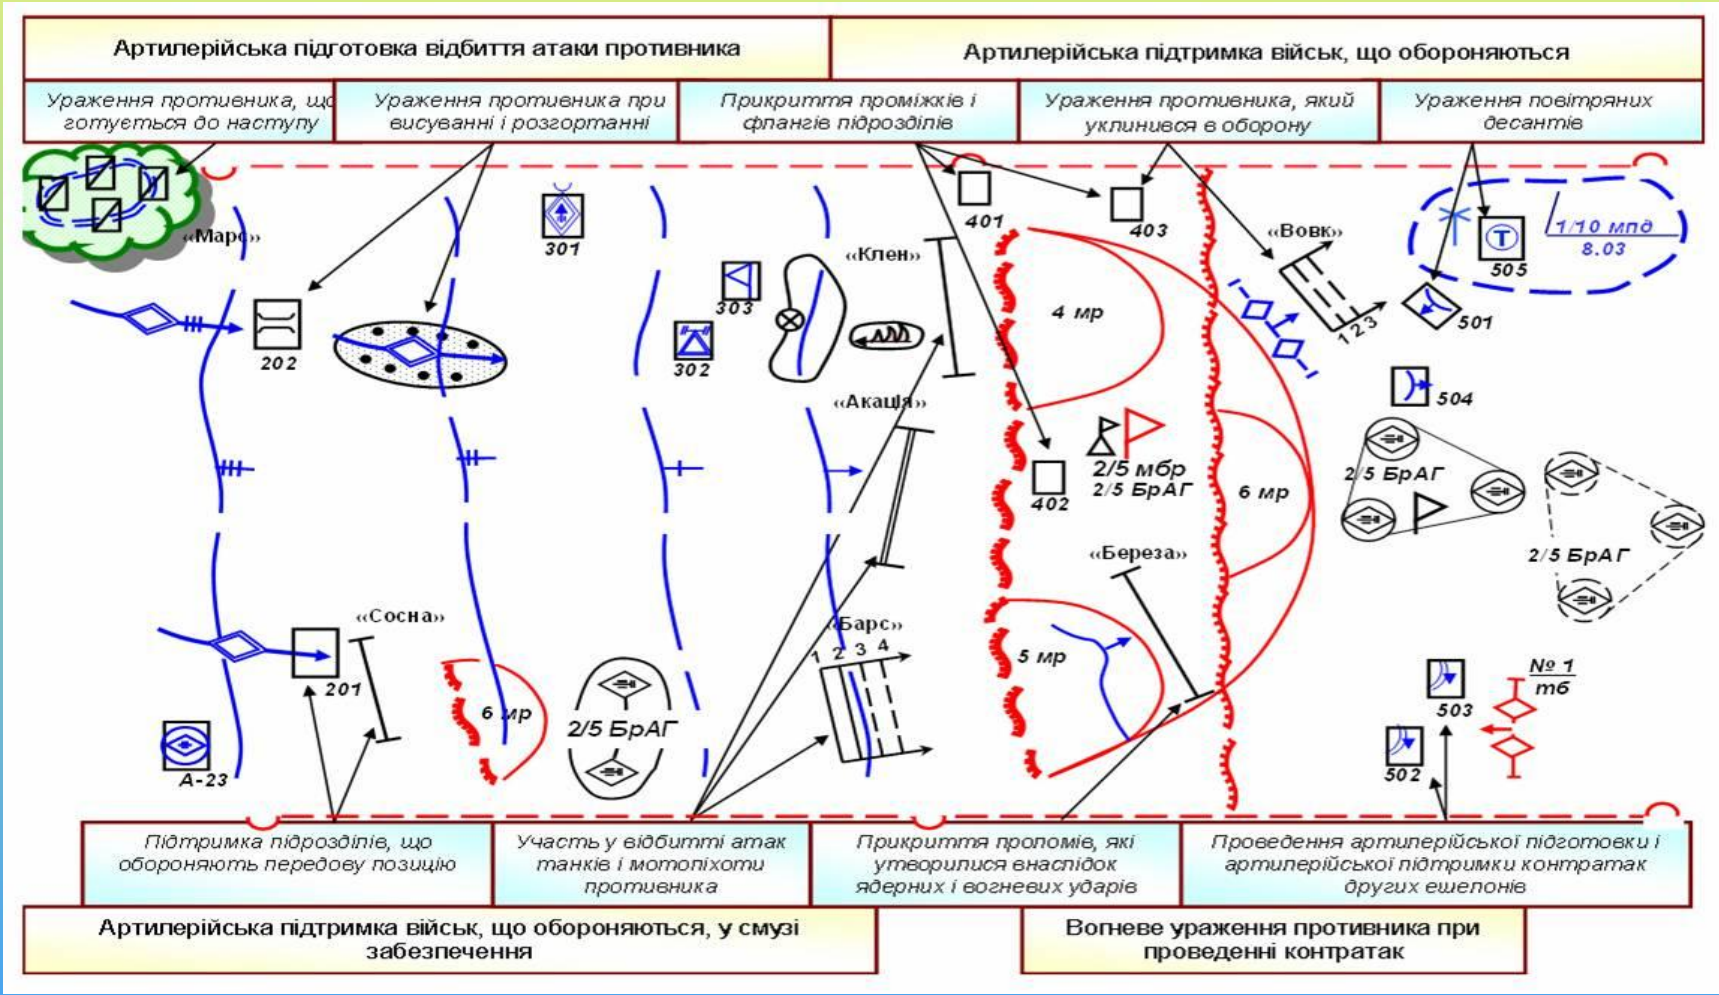 Артилерійська підготовка відбиття атаки противника
Артилерійська підтримка військ, що обороняються
Ураження противника, що
готується до наступу
Ураження противника при
висуванні і розгортанні
Прикриття проміжків і
флангів підрозділів
Ураження противника, який
уклинився в оборону
Ураження повітряних
десантів
«Марс»
301
401
403
«Вовк»
1/10 мпд
8.03
505
«Клен»
303
4 мр
501
1 2 3
202
302
504
«Акація»
2/5 мбр
2/5 БрАГ
402
6 мр
2/5 БрАГ
2/5 БрАГ
«Береза»
«Сосна»
«Барс»
1 2 3 4
5 мр
201
6 мр
2/5 БрАГ
№ 1
тб
503
502
А-23
Підтримка підрозділів, що
обороняють передову позицію
Участь у відбитті атак
танків і мотопіхоти
противника
Прикриття проломів, які
утворилися внаслідок
ядерних і вогневих ударів
Проведення артилерійської підготовки і
артилерійської підтримки контратак
других ешелонів
Артилерійська підтримка військ, що обороняються, у смузі
забезпечення
Вогневе ураження противника при
проведенні контратак